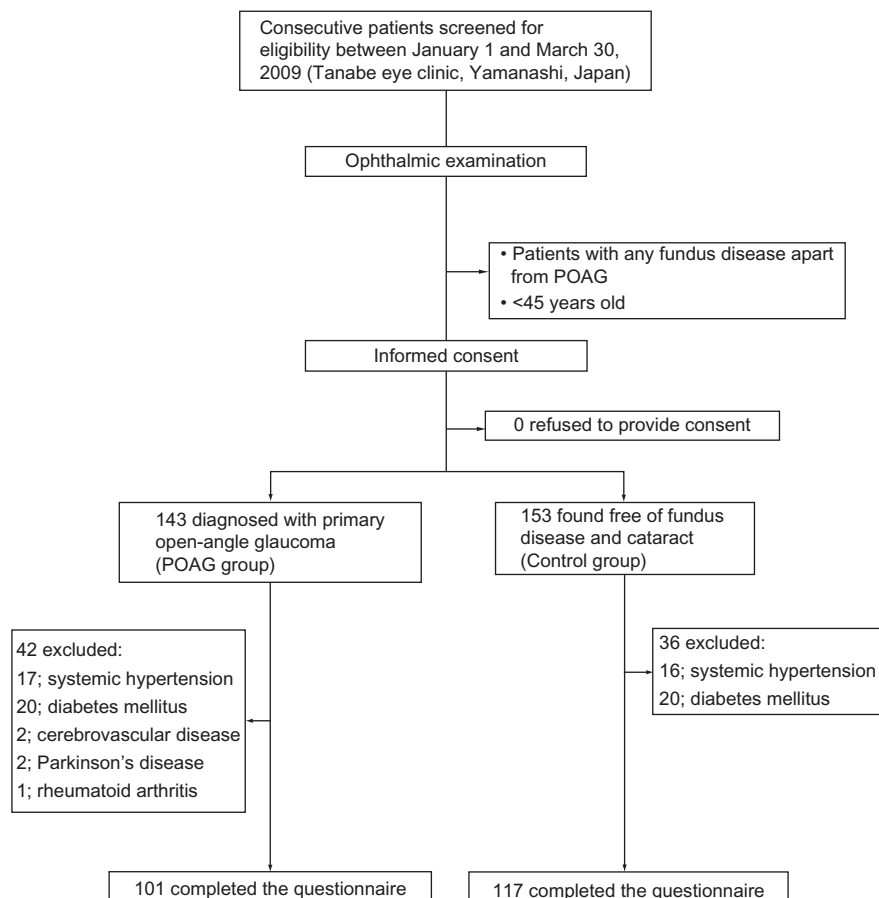 Consecutive patients screened for
eligibility between January 1 and March 30,
2009 (Tanabe eye clinic, Yamanashi, Japan)
Ophthalmic examination
• Patients with any fundus disease apart
from POAG
• <45 years old
Informed consent
0 refused to provide consent
143 diagnosed with primary
open-angle glaucoma
(POAG group)
153 found free of fundus
disease and cataract
(Control group)
42 excluded:
17; systemic hypertension
20; diabetes mellitus
2; cerebrovascular disease
2; Parkinson’s disease
1; rheumatoid arthritis
36 excluded:
16; systemic hypertension
20; diabetes mellitus
101 completed the questionnaire
117 completed the questionnaire